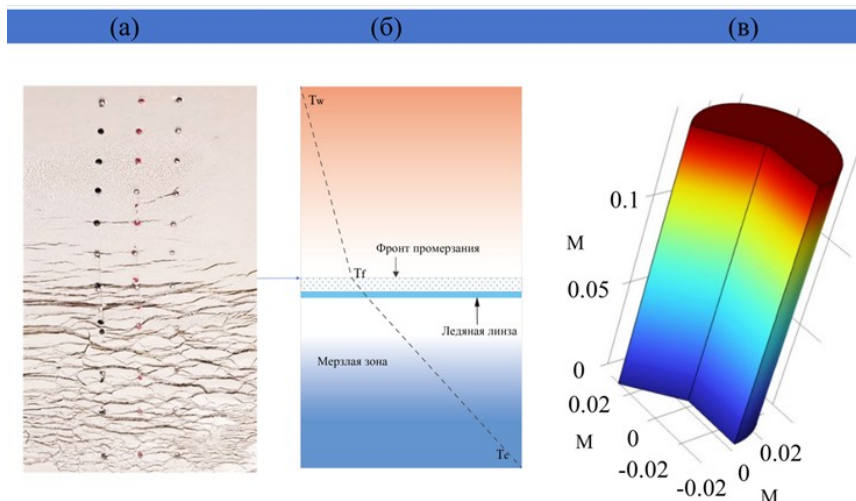 (а)
(б)
(в)
Tw
Фронт промерзания
Tf
Ледяная линза
Мерзлая зона
Te
0.1
М
0.05
0
0.02
М
0
-0.02
-0.02
0
0.02
М